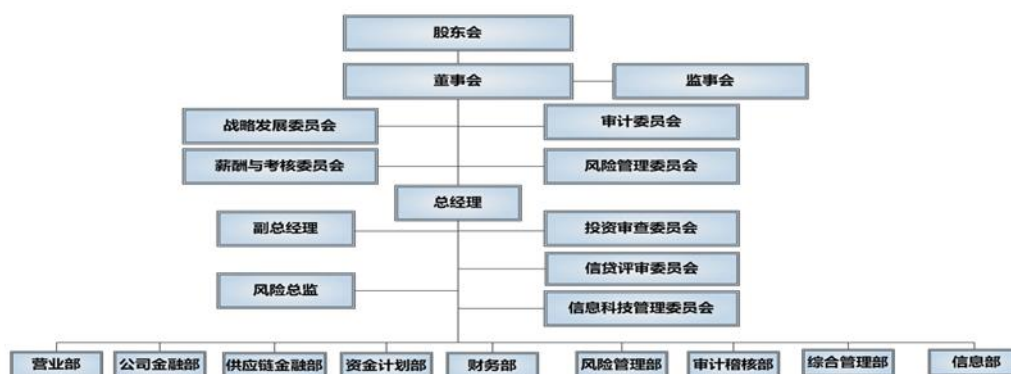 股东会
董事会
监事会
战略发展委员会
审计委员会
薪酬与考核委员会
风险管理委员会
总经理
副总经理
投资审查委员会
信贷评审委员会
风险总监
信息科技管理委员会
营业部
公司金融部
供应链金融部
资金计划部
财务部
风险管理部
审计稽核部
综合管理部
信息部